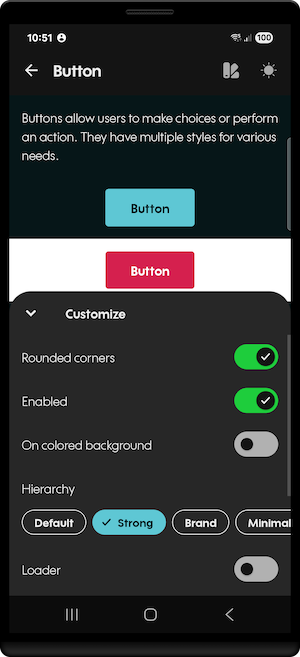 10:51
100
Button
Buttons allow users to make choices or perform
an action. They have multiple styles for various
needs.
Button
Button
Customize
Rounded corners
Enabled
On colored background
Hierarchy
Default Strong Brand Minimal
Loader